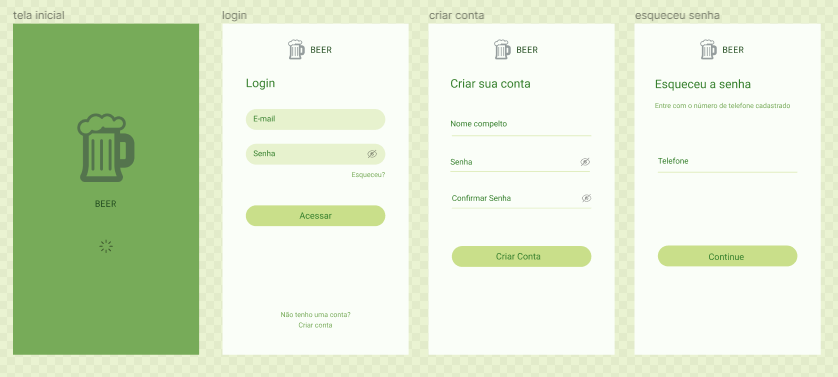 tela inicial
BEER
login
BEER
Login
E-mail
Senha
Esqueceu?
Acessar
Não tenho uma conta?
Criar conta
criar conta
BEER
Criar sua conta
Nome compelto
Senha
Confirmar Senha
Criar Conta
esqueceu senha
BEER
Esqueceu a senha
Entre com o número de telefone cadastrado
Telefone
Continue